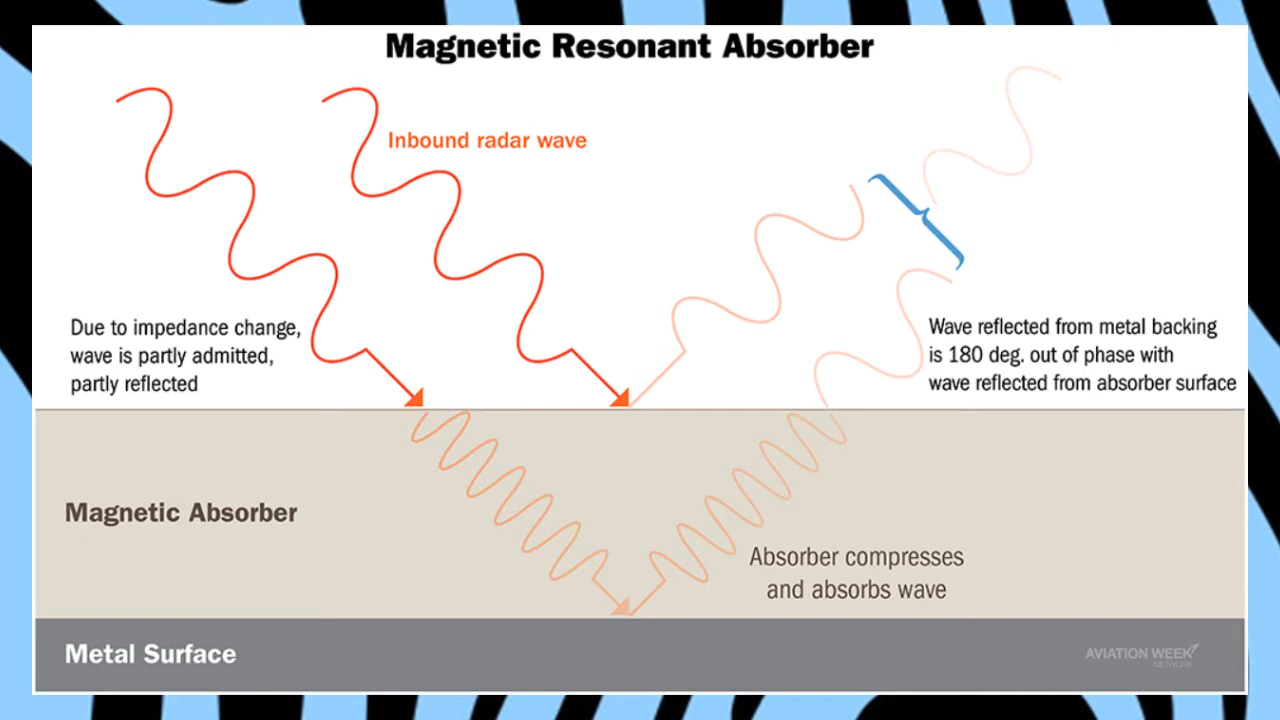 Magnetic Resonant Absorber
Inbound radar wave
Due to impedance change,
wave is partly admitted,
partly reflected
Wave reflected from metal backing
is 180 deg. out of phase with
wave reflected from absorber surface
Magnetic Absorber
Absorber compresses
and absorbs wave
Metal Surface
AVIATION WEEK
NETWORK